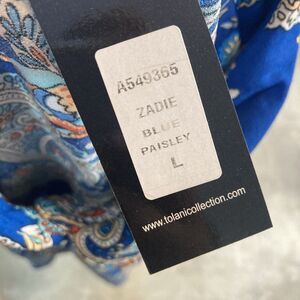 A549365
ZADIE
BLUE
PAISLEY
L
www.tolanicollection.com